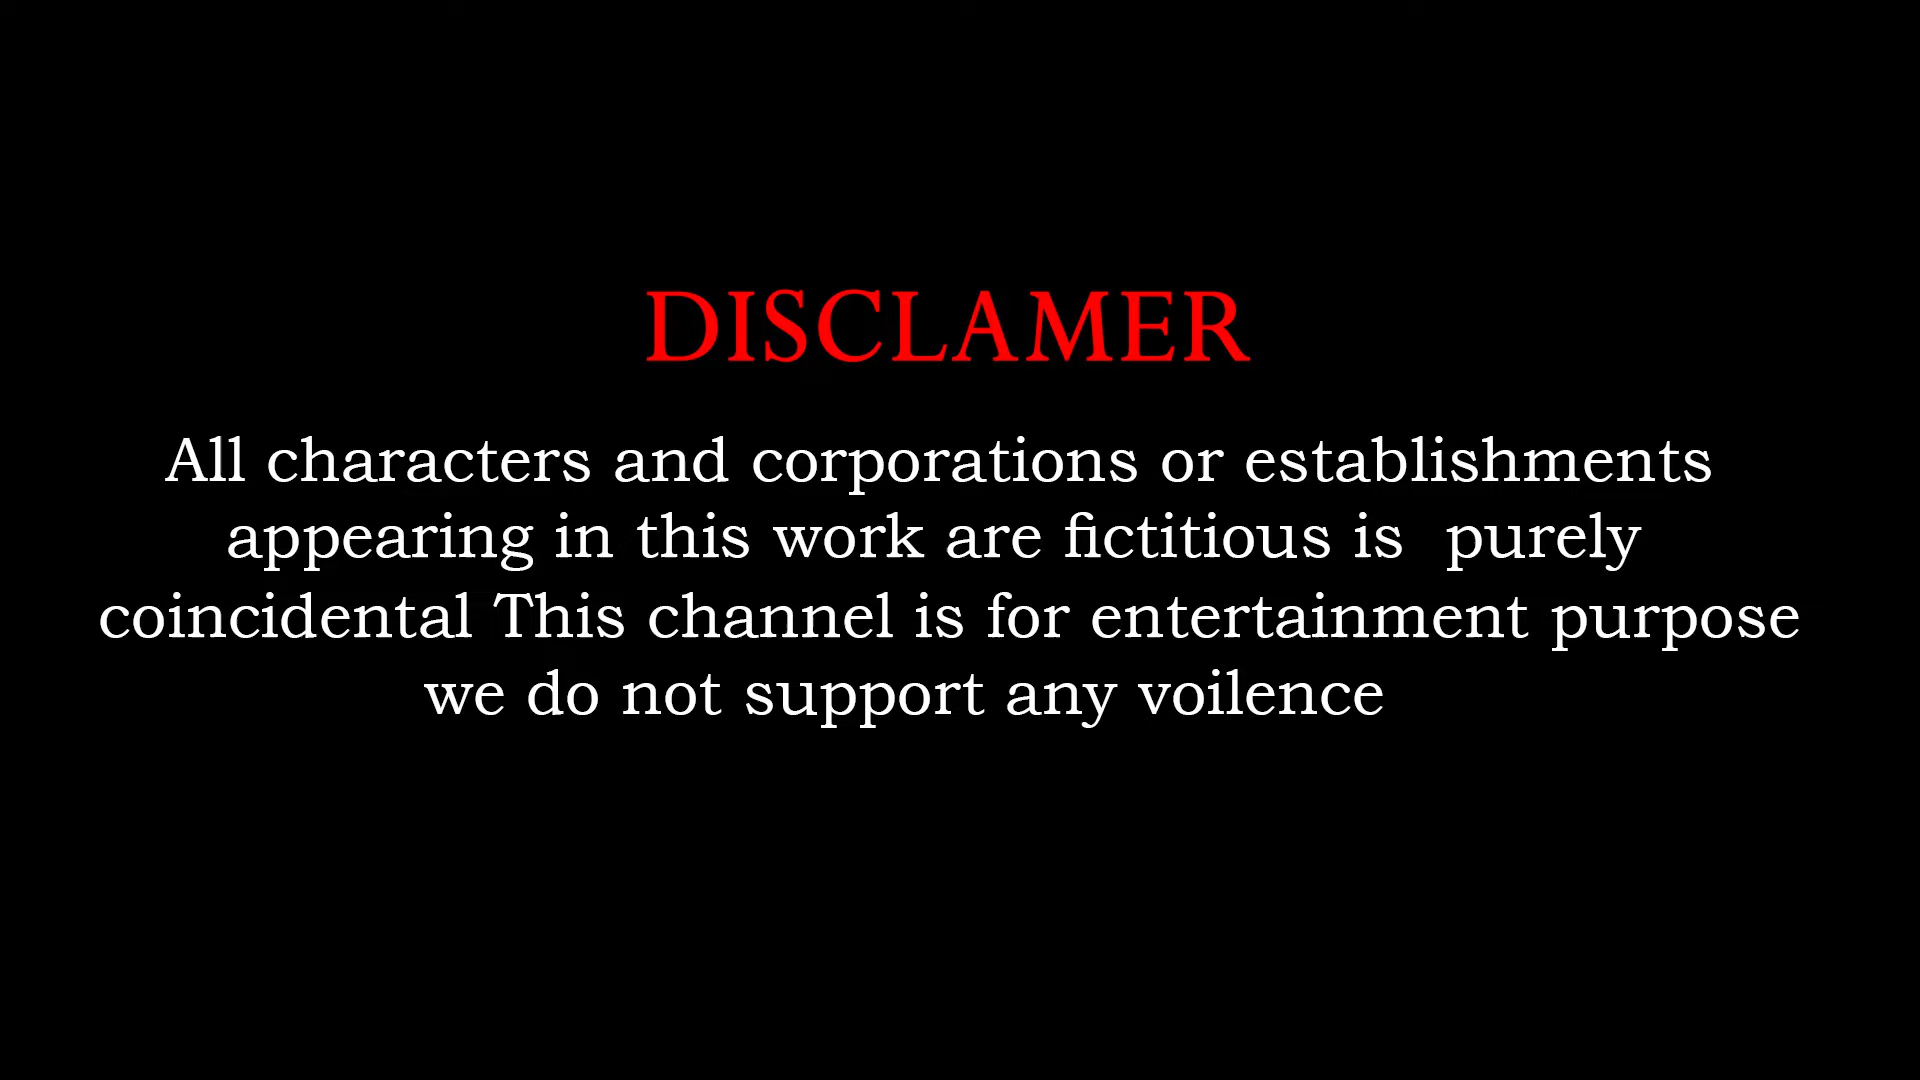 DISCLAMER
All characters and corporations or establishments
appearing in this work are fictitious is  purely
coincidental This channel is for entertainment purpose
we do not support any voilence